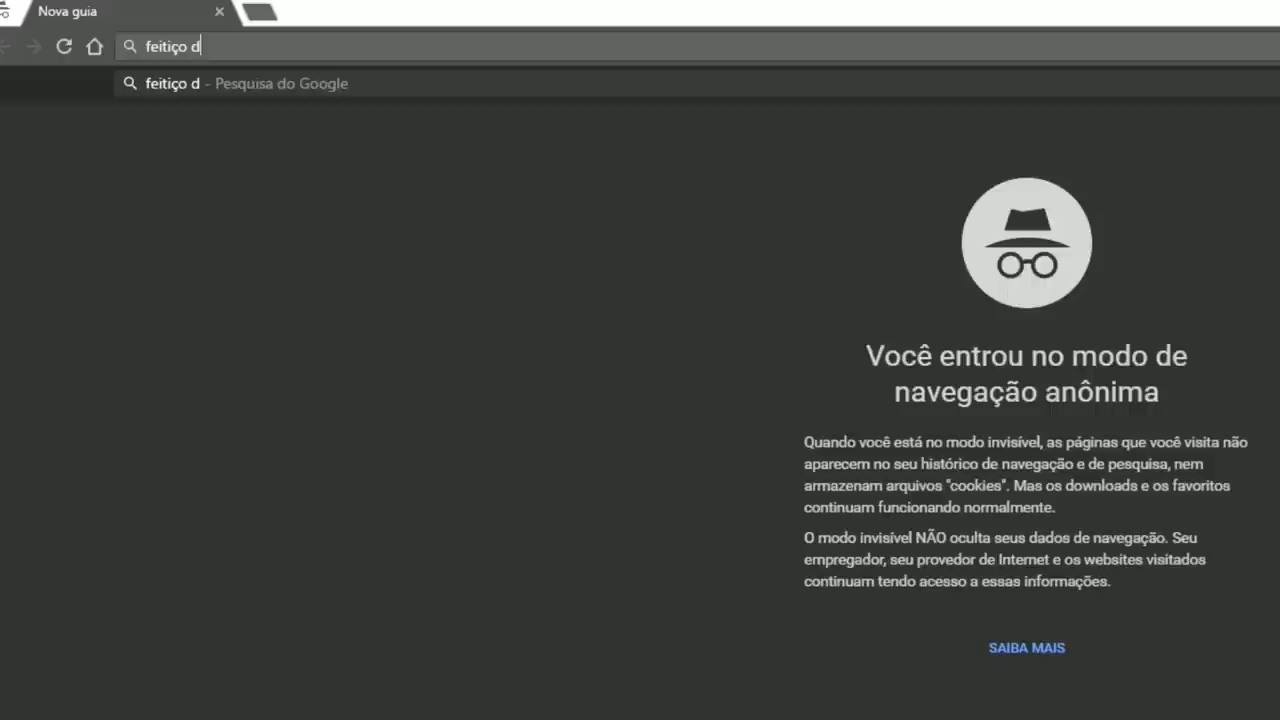 Nova guia
feitiço d
feitiço d - Pesquisa do Google
Você entrou no modo de
navegação anônima
Quando você está no modo invisível, as páginas que você visita não
aparecem no seu histórico de navegação e de pesquisa, nem
armazenam arquivos "cookies". Mas os downloads e os favoritos
continuam funcionando normalmente.
O modo invisível NÃO oculta seus dados de navegação. Seu
empregador, seu provedor de Internet e os websites visitados
continuam tendo acesso a essas informações.
SAIBA MAIS